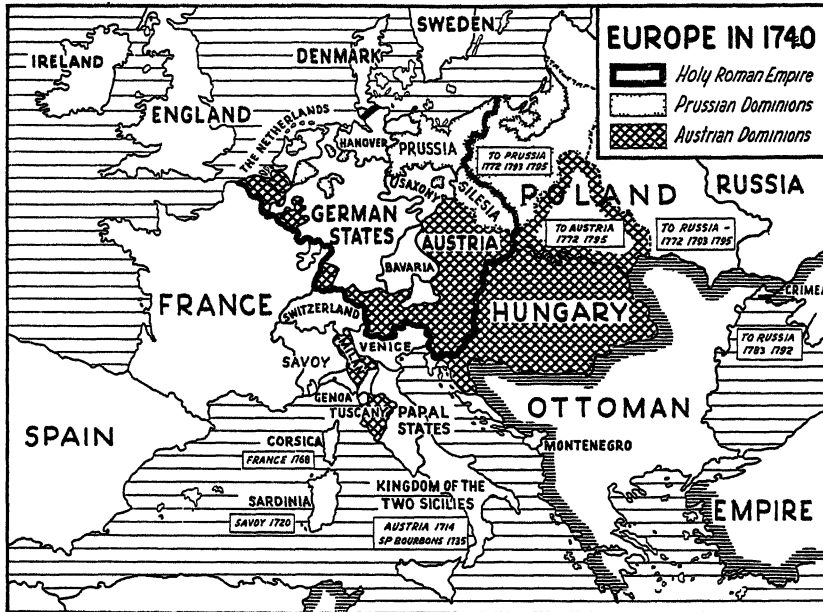 EUROPE IN 1740
Holy Roman Empire
Prussian Dominions
Austrian Dominions
SWEDEN
DENMARK
IRELAND
ENGLAND
THE NETHERLANDS
HANOVER
PRUSSIA
TO PRUSSIA
1772 1793 1795
SAXONY
SILESIA
POLAND
RUSSIA
GERMAN
STATES
AUSTRIA
TO AUSTRIA
1772 1795
TO RUSSIA –
1772 1793 1795
BAVARIA
CRIMEA
FRANCE
SWITZERLAND
HUNGARY
TO RUSSIA
1783 1792
VENICE
SAVOY
MILAN
GENOA
TUSCANY
PAPAL
STATES
OTTOMAN
SPAIN
CORSICA
FRANCE 1768
MONTENEGRO
SARDINIA
SAVOY 1720
KINGDOM OF THE
TWO SICILIES
AUSTRIA 1714
SP BOURBONS 1735
EMPIRE